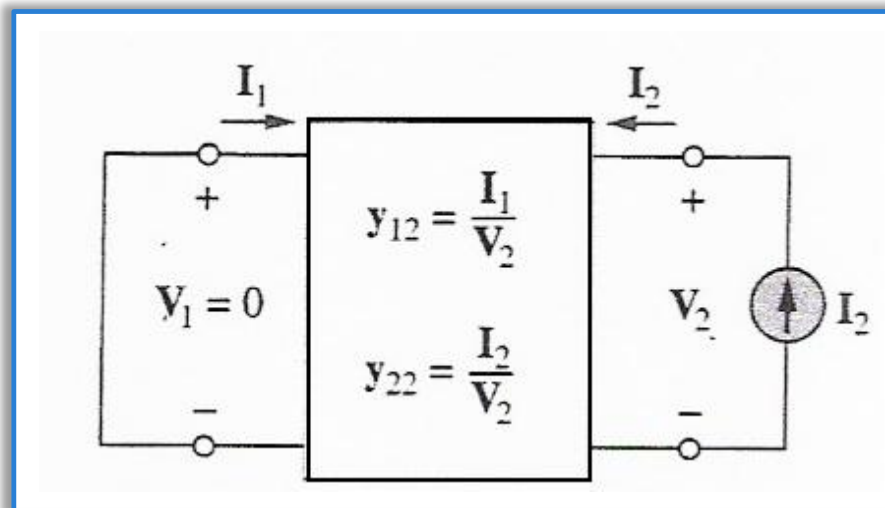 I₁ I₂
+ y₁₂ = I₁/V₂ +
V₁ = 0 V₂ I₂
y₂₂ = I₂/V₂
− −